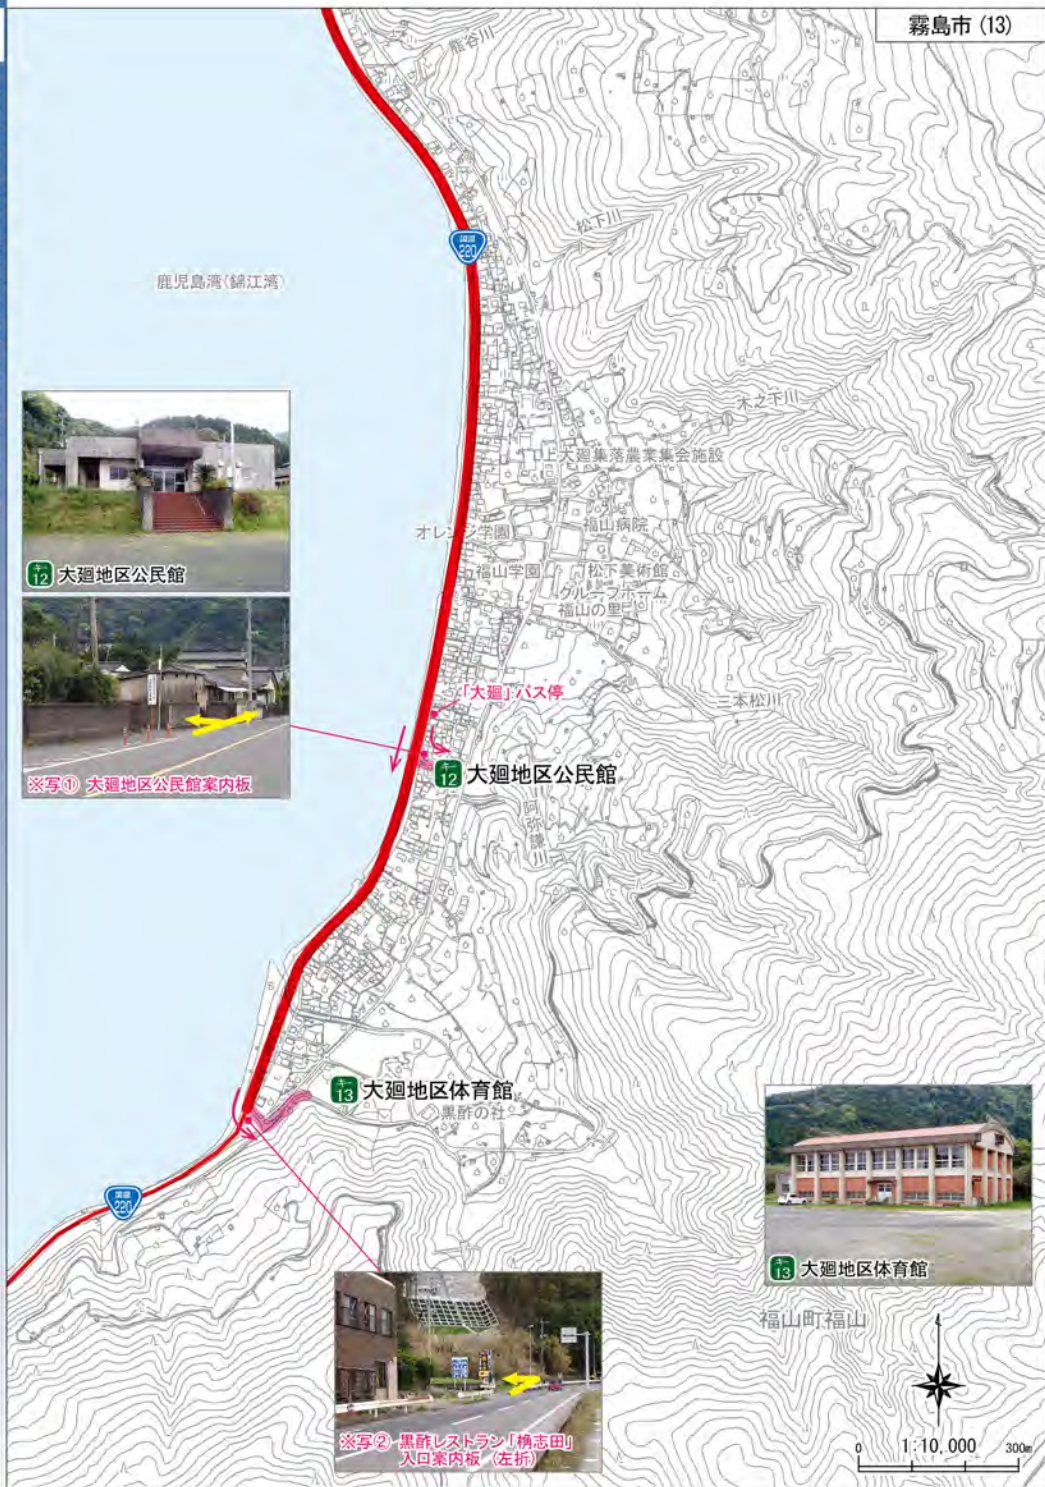 霧島市 (13)
熊谷川
国道
220
松下川
鹿児島湾(錦江湾)
木之下川
上大廻集落農業集会施設
オレンジ学園
福山病院
福山学園
松下美術館
グループホーム
福山の里
キー
12
大廻地区公民館
「大廻」バス停
三本松川
※写① 大廻地区公民館案内板
キー
12
大廻地区公民館
阿弥謙川
キー
13
大廻地区体育館
黒酢の杜
国道
220
キー
13
大廻地区体育館
福山町福山
※写② 黒酢レストラン「桷志田」
入口案内板 (左折)
1:10,000
0
300m